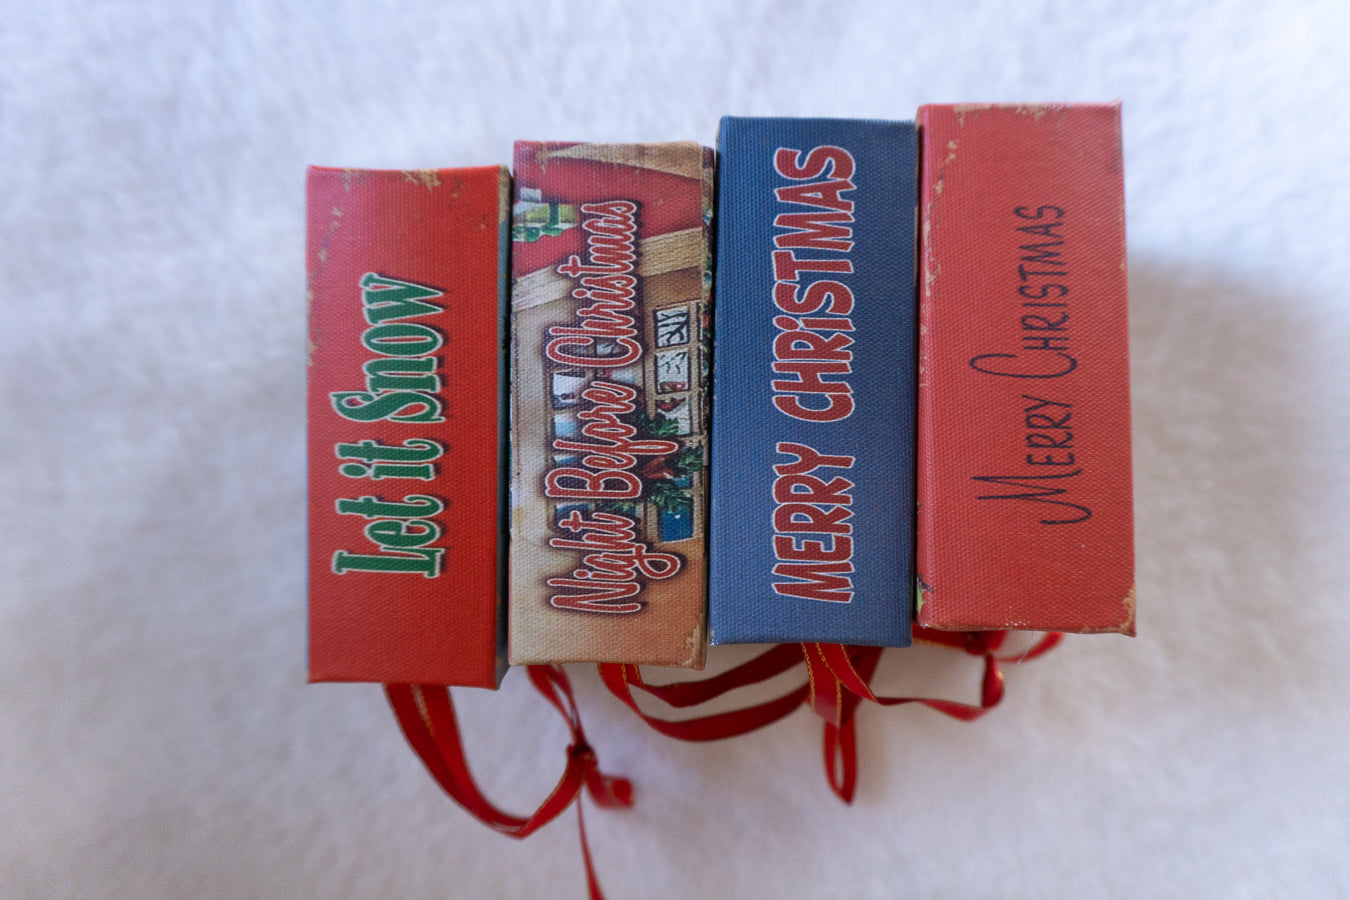 Let it Snow
Night Before Christmas
MERRY CHRiSTMAS
MERRY CHRISTMAS